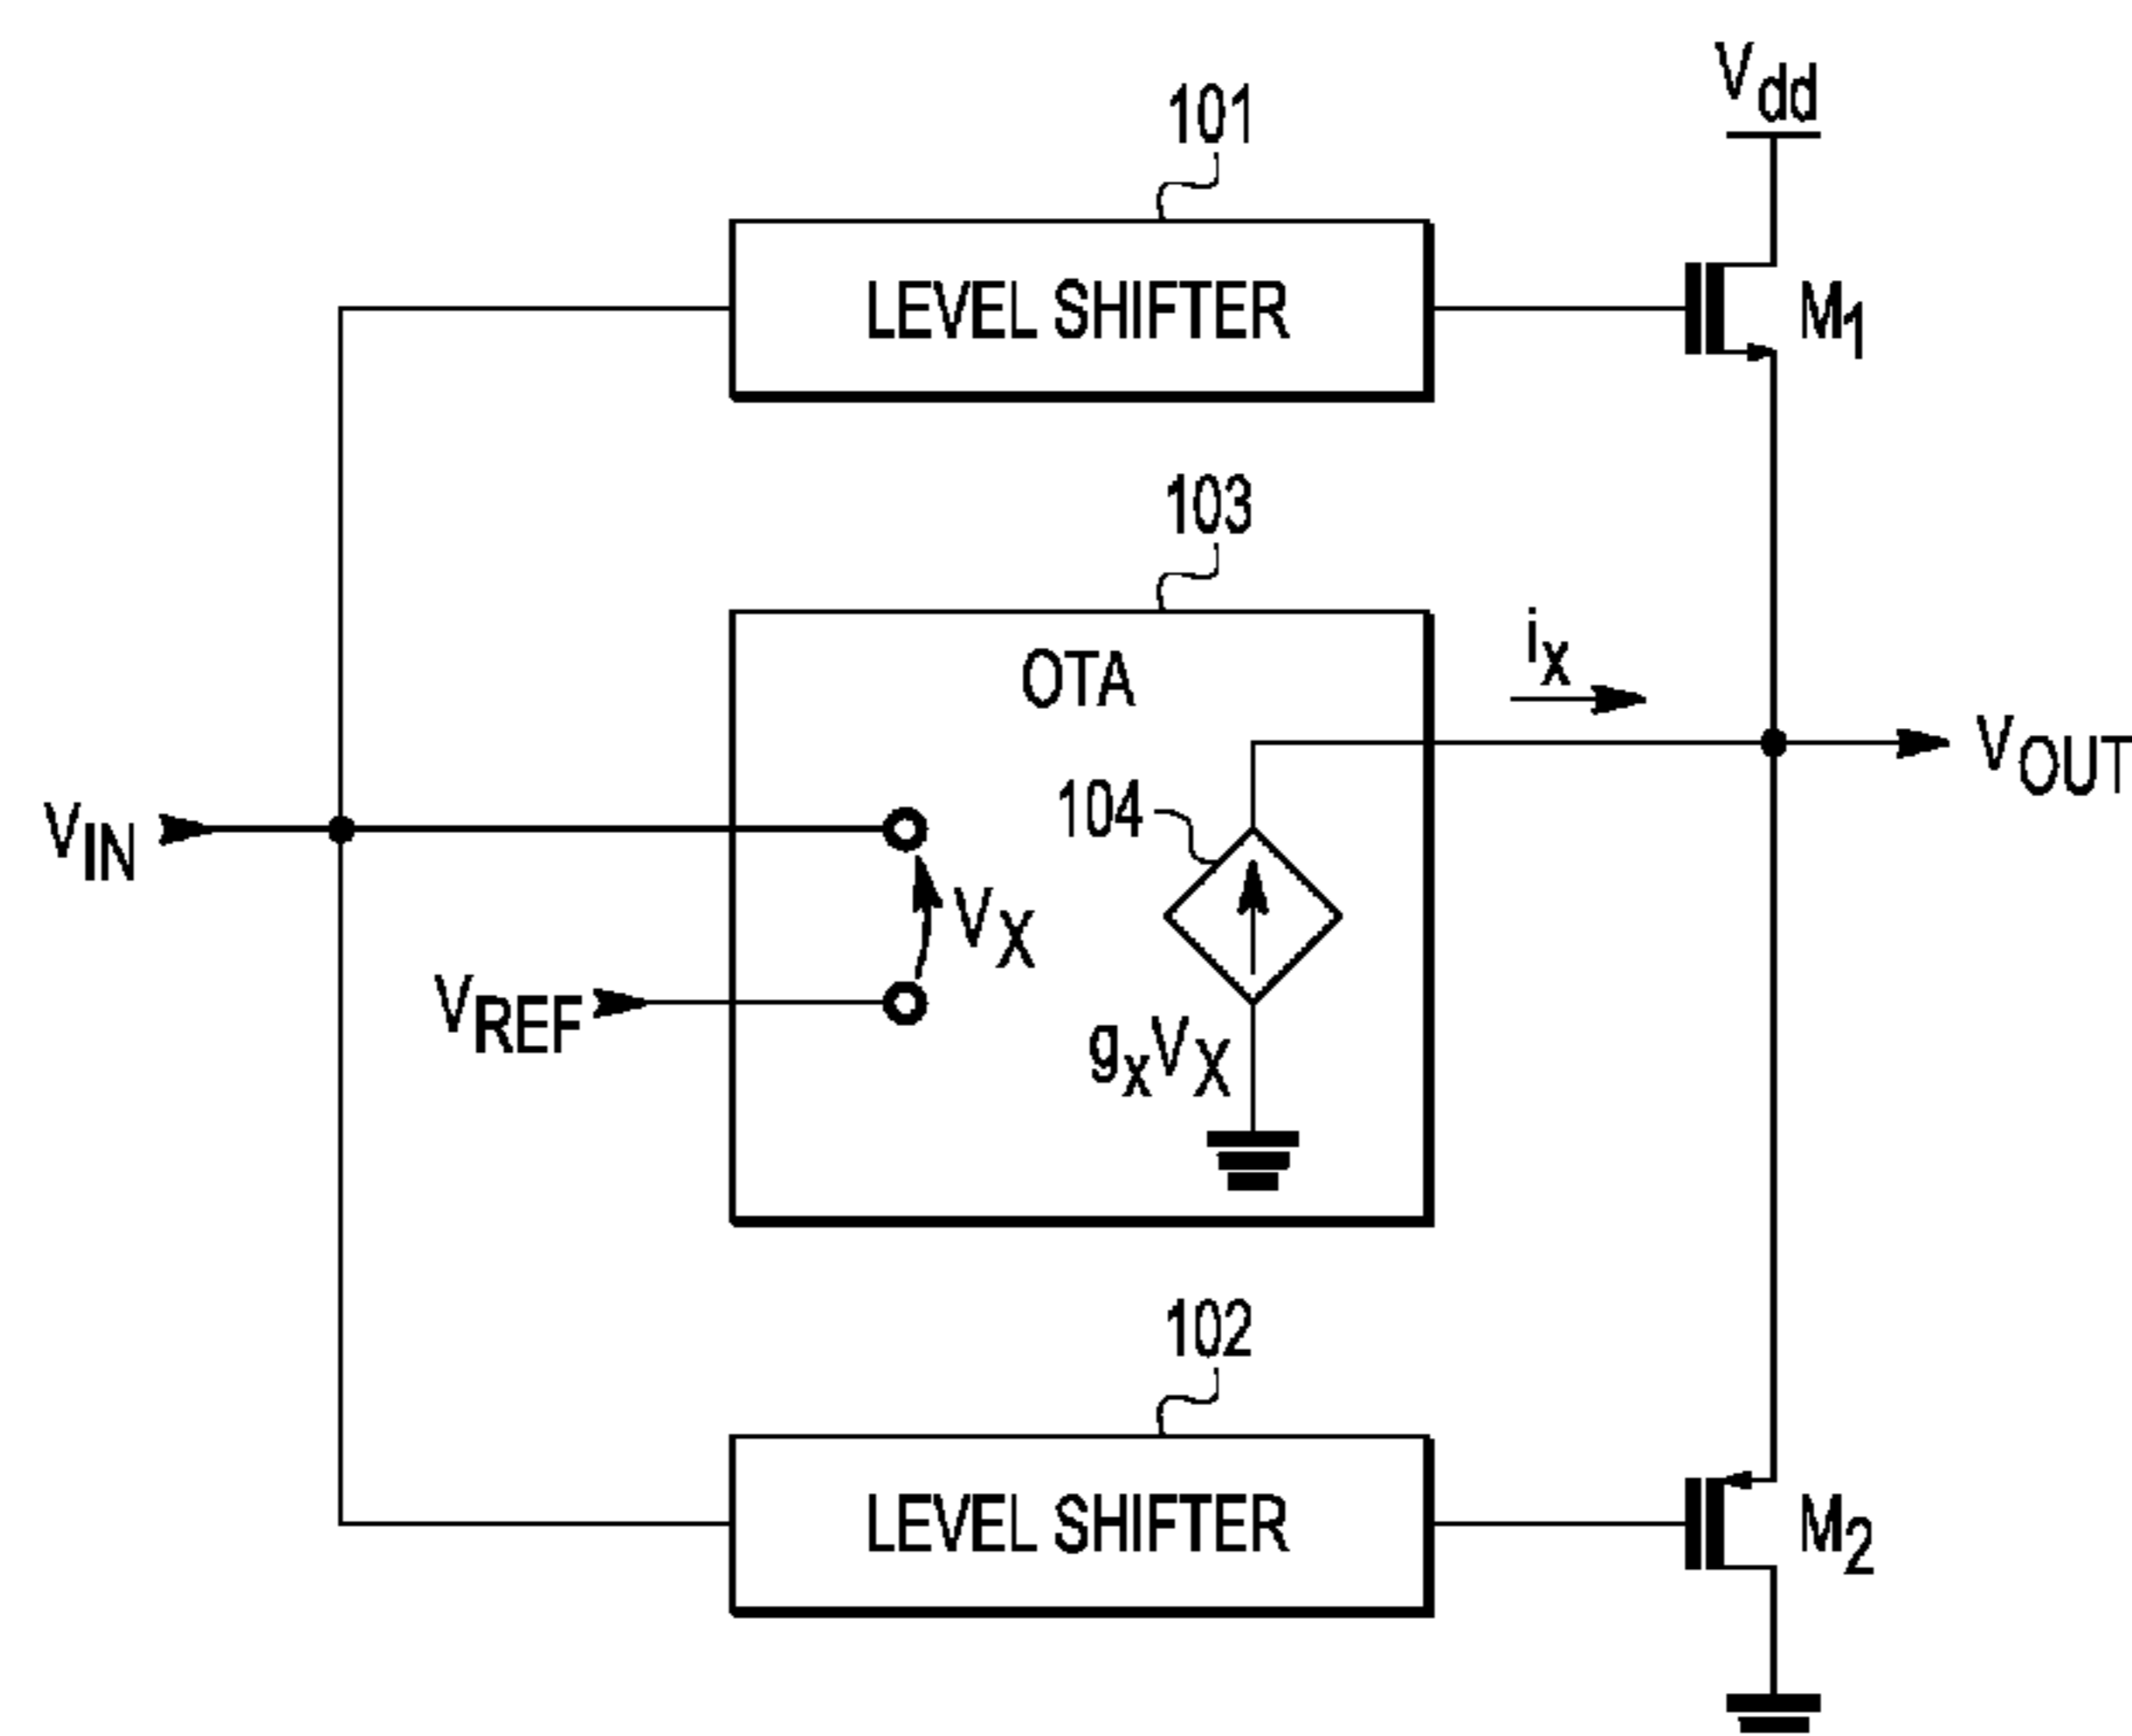 Vdd
101
LEVEL SHIFTER
M1
103
OTA
ix
VOUT
104
VIN
VX
VREF
gxVX
102
LEVEL SHIFTER
M2